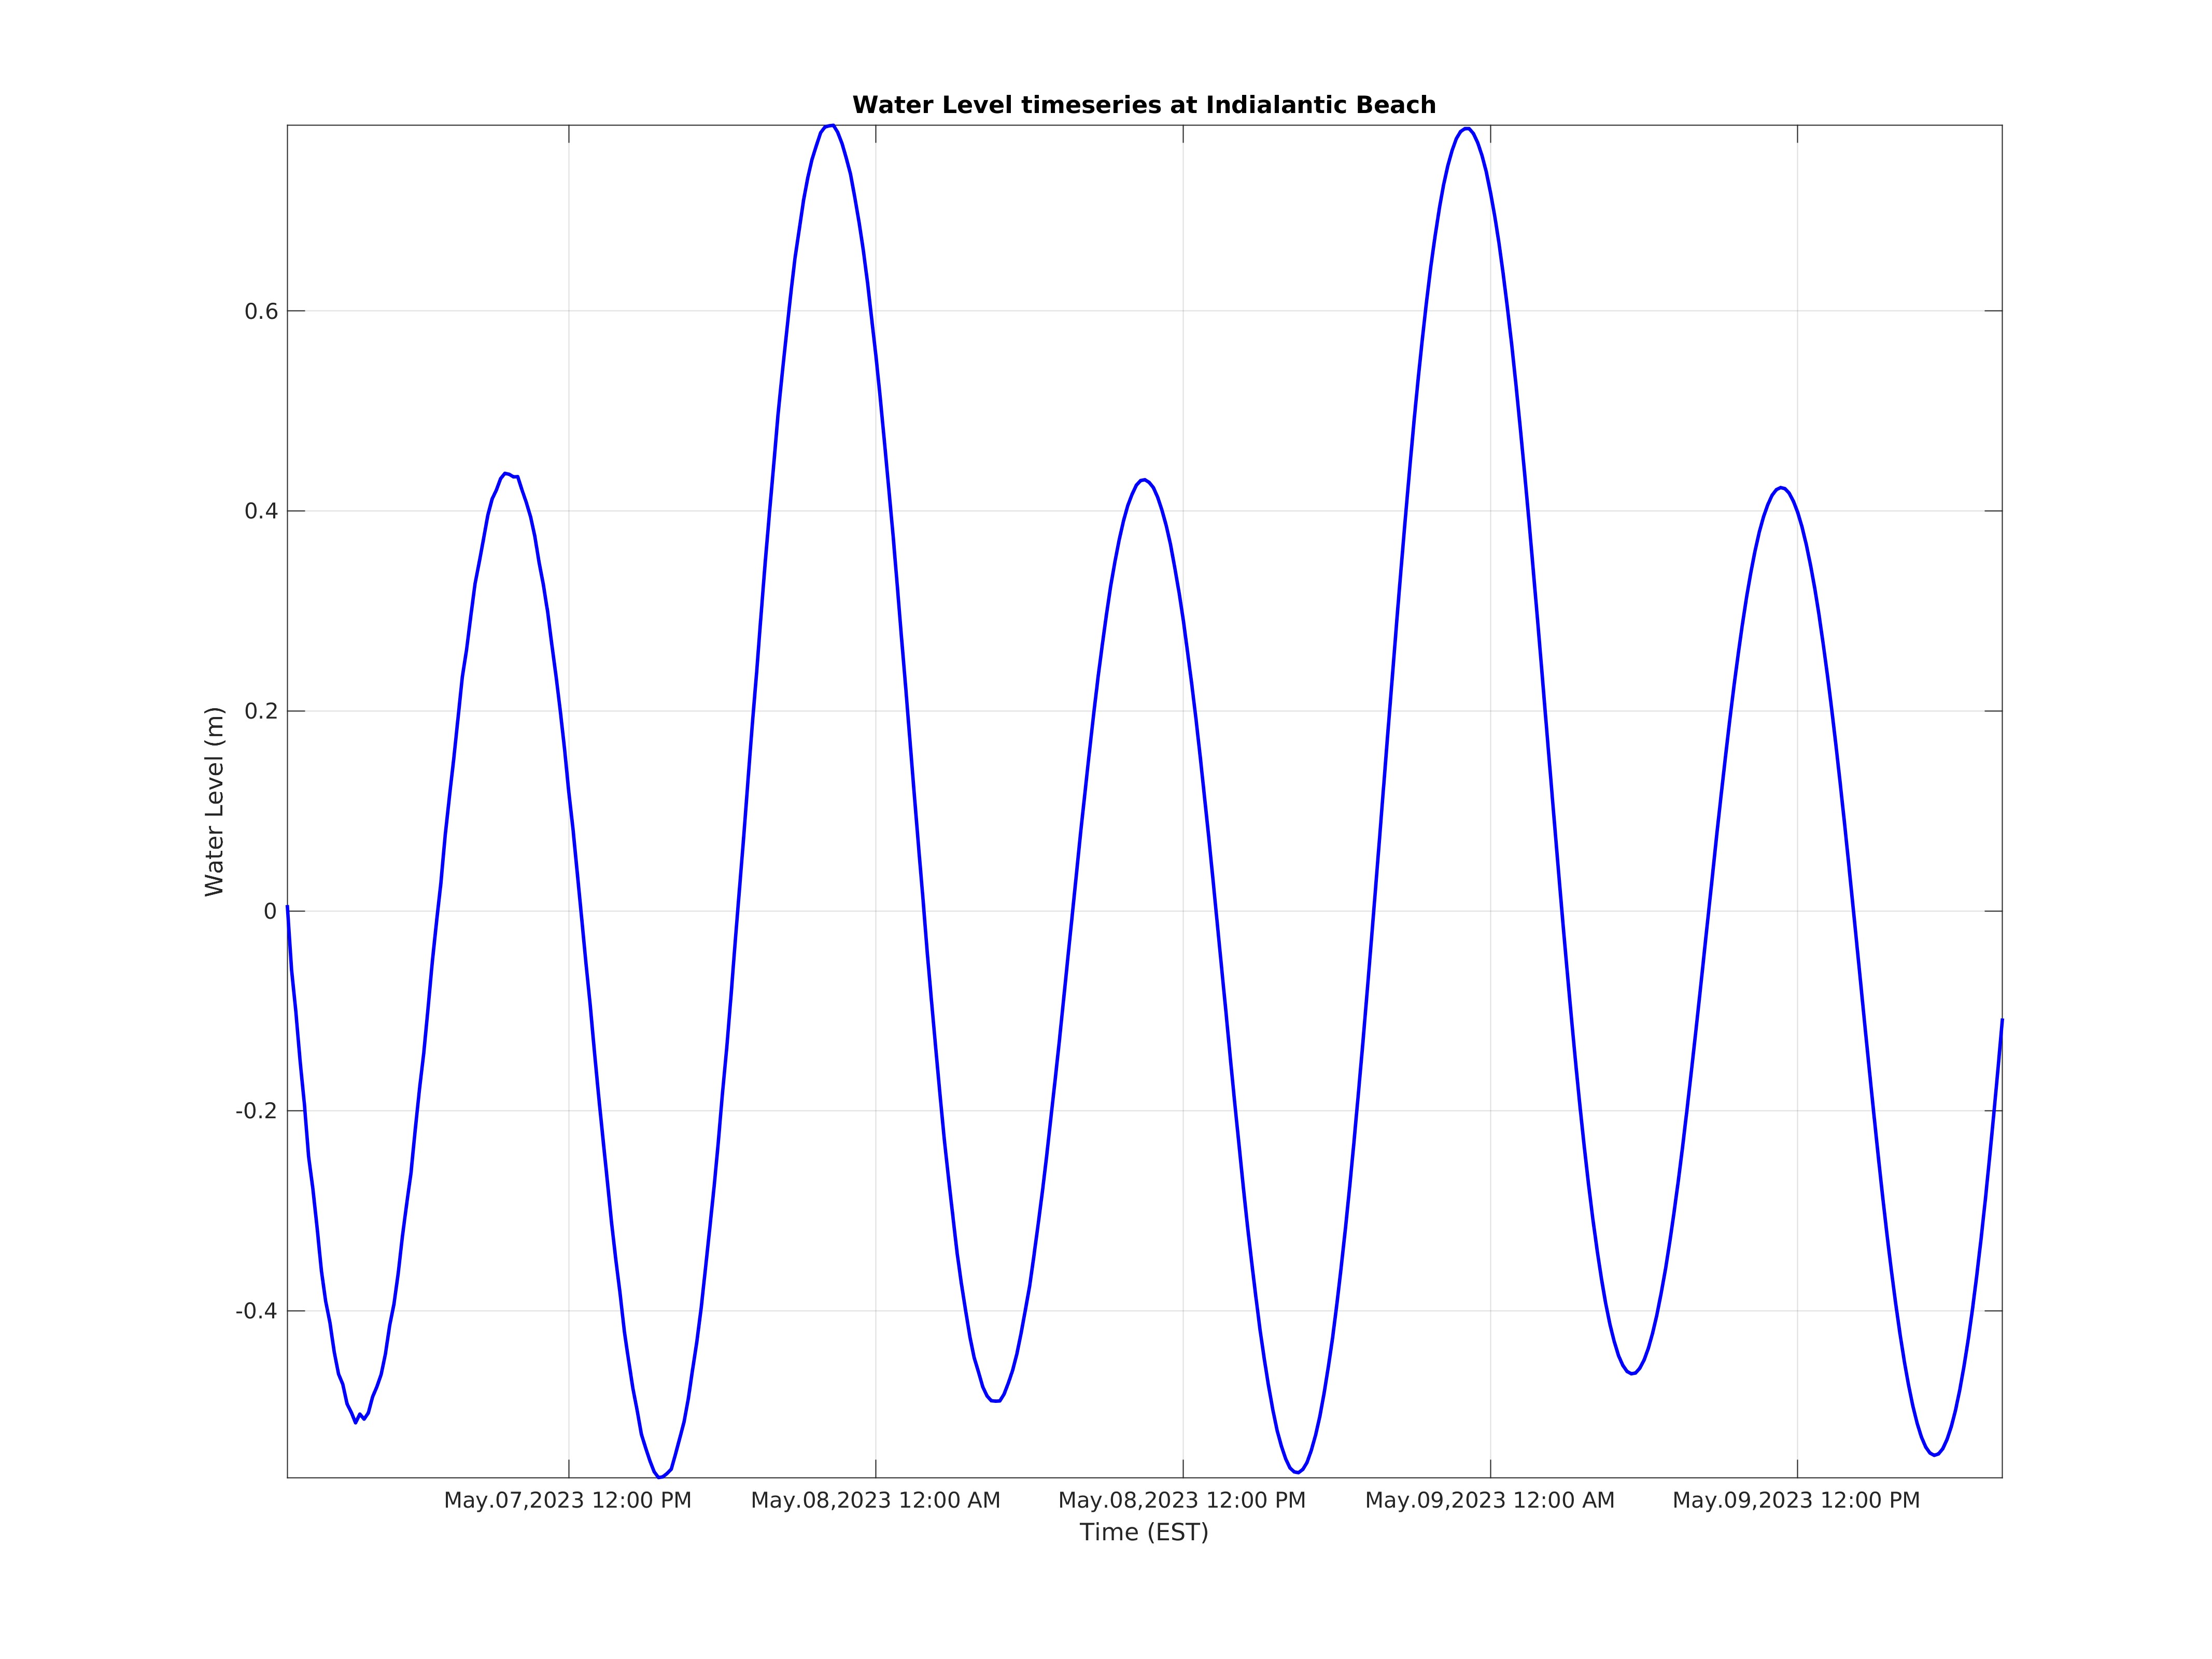 Water Level timeseries at Indialantic Beach
0.6
0.4
0.2
0
-0.2
-0.4
Water Level (m)
May.07,2023 12:00 PM
May.08,2023 12:00 AM
May.08,2023 12:00 PM
May.09,2023 12:00 AM
May.09,2023 12:00 PM
Time (EST)